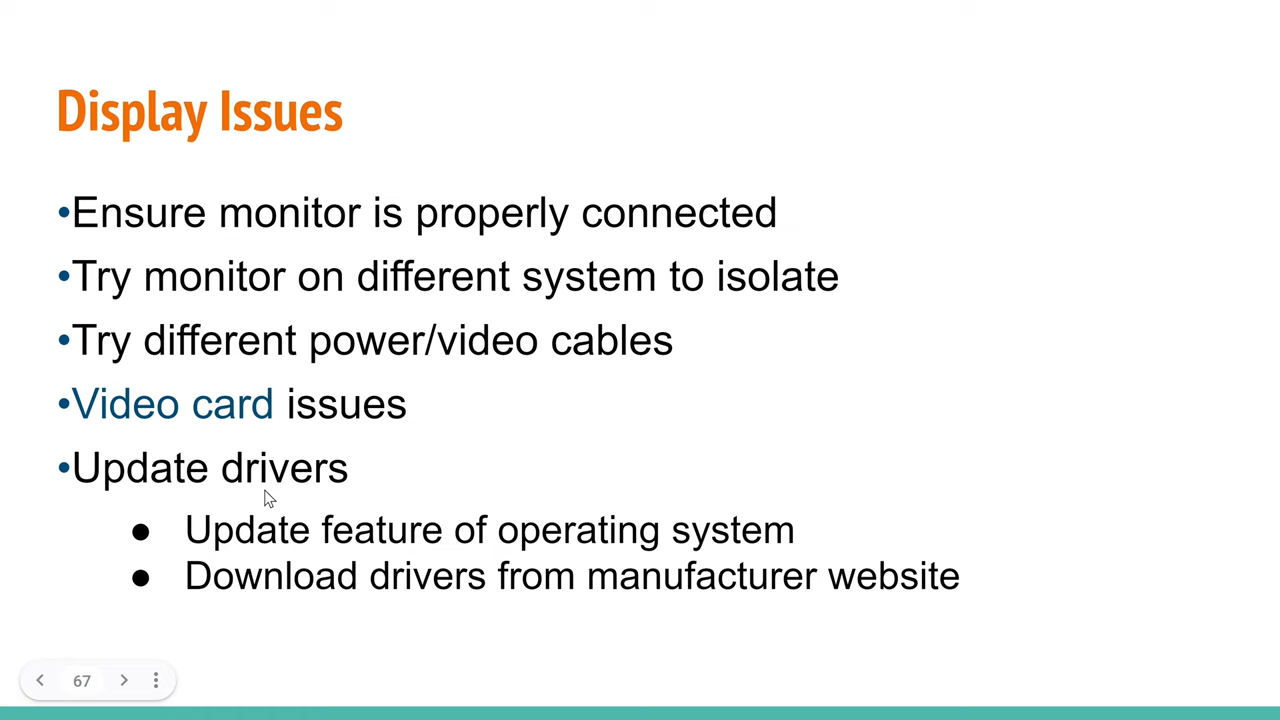 Display Issues
•Ensure monitor is properly connected
•Try monitor on different system to isolate
•Try different power/video cables
•Video card issues
•Update drivers
● Update feature of operating system
● Download drivers from manufacturer website
67